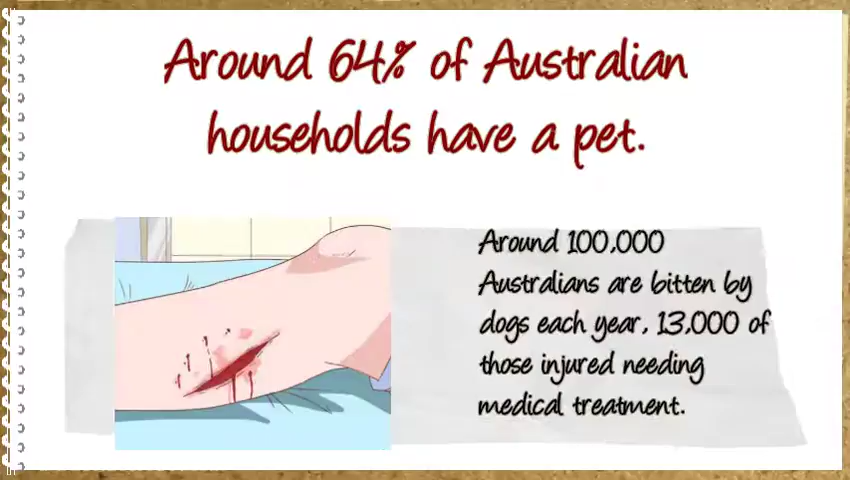 Around 64% of Australian
households have a pet.
Around 100,000
Australians are bitten by
dogs each year, 13,000 of
those injured needing
medical treatment.